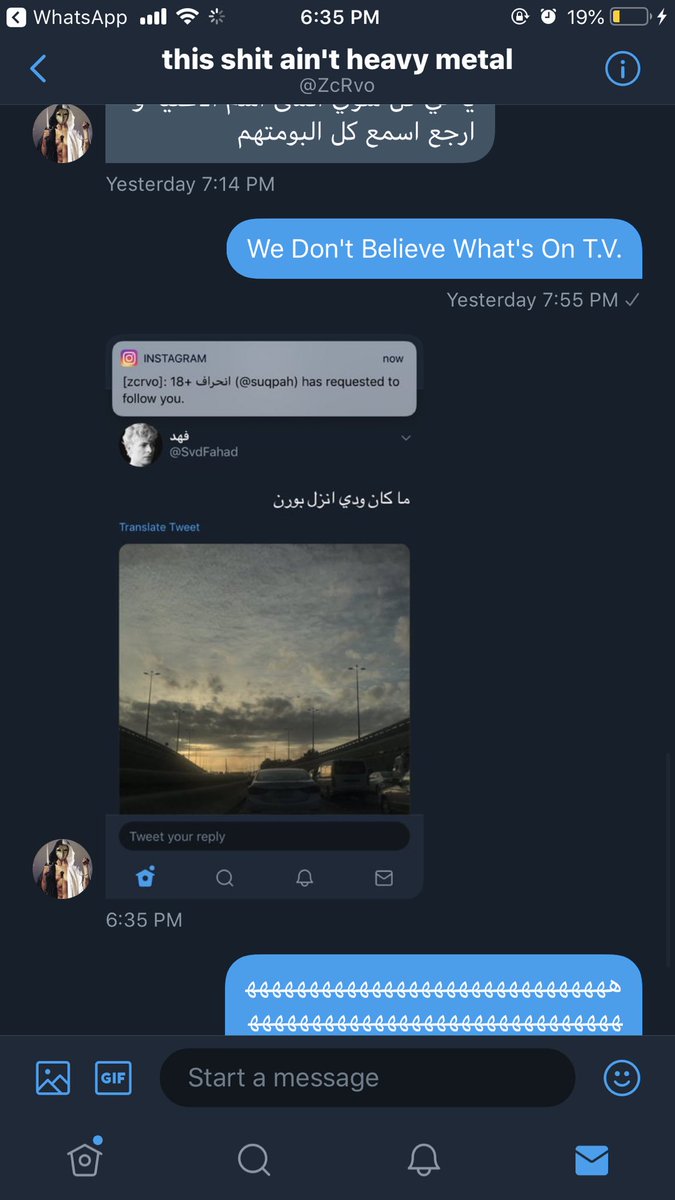 WhatsApp
6:35 PM
19%
this shit ain't heavy metal
@ZcRvo
ارجع اسمع كل البومتهم
Yesterday 7:14 PM
We Don't Believe What's On T.V.
Yesterday 7:55 PM
INSTAGRAM
now
[zcrvo]: 18+ انحراف (@suqpah) has requested to
follow you.
فهد
@SvdFahad
ما كان ودي انزل بورن
Translate Tweet
Tweet your reply
6:35 PM
هههههههههههههههههههههههههههههه
هههههههههههههههههههههههههههههه
GIF
Start a message